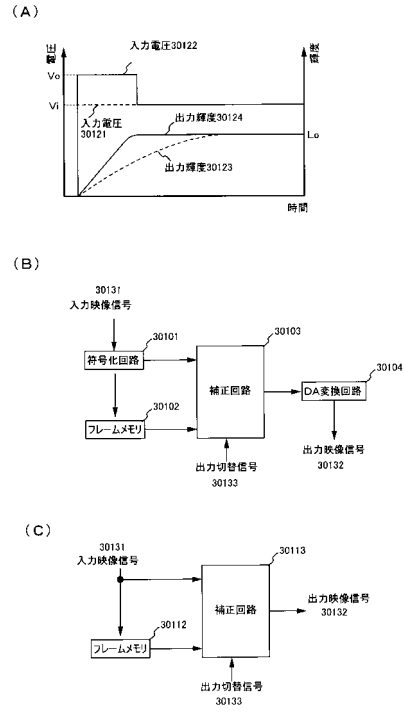 (A)
電圧
入力電圧30122
輝度
Vo
Vi
入力電圧
30121
出力輝度30124
Lo
出力輝度30123
時間
(B)
30131
入力映像信号
30101
符号化回路
30103
補正回路
30104
DA変換回路
30102
フレームメモリ
出力映像信号
30132
出力切替信号
30133
(C)
30131
入力映像信号
30113
補正回路
出力映像信号
30132
30112
フレームメモリ
出力切替信号
30133